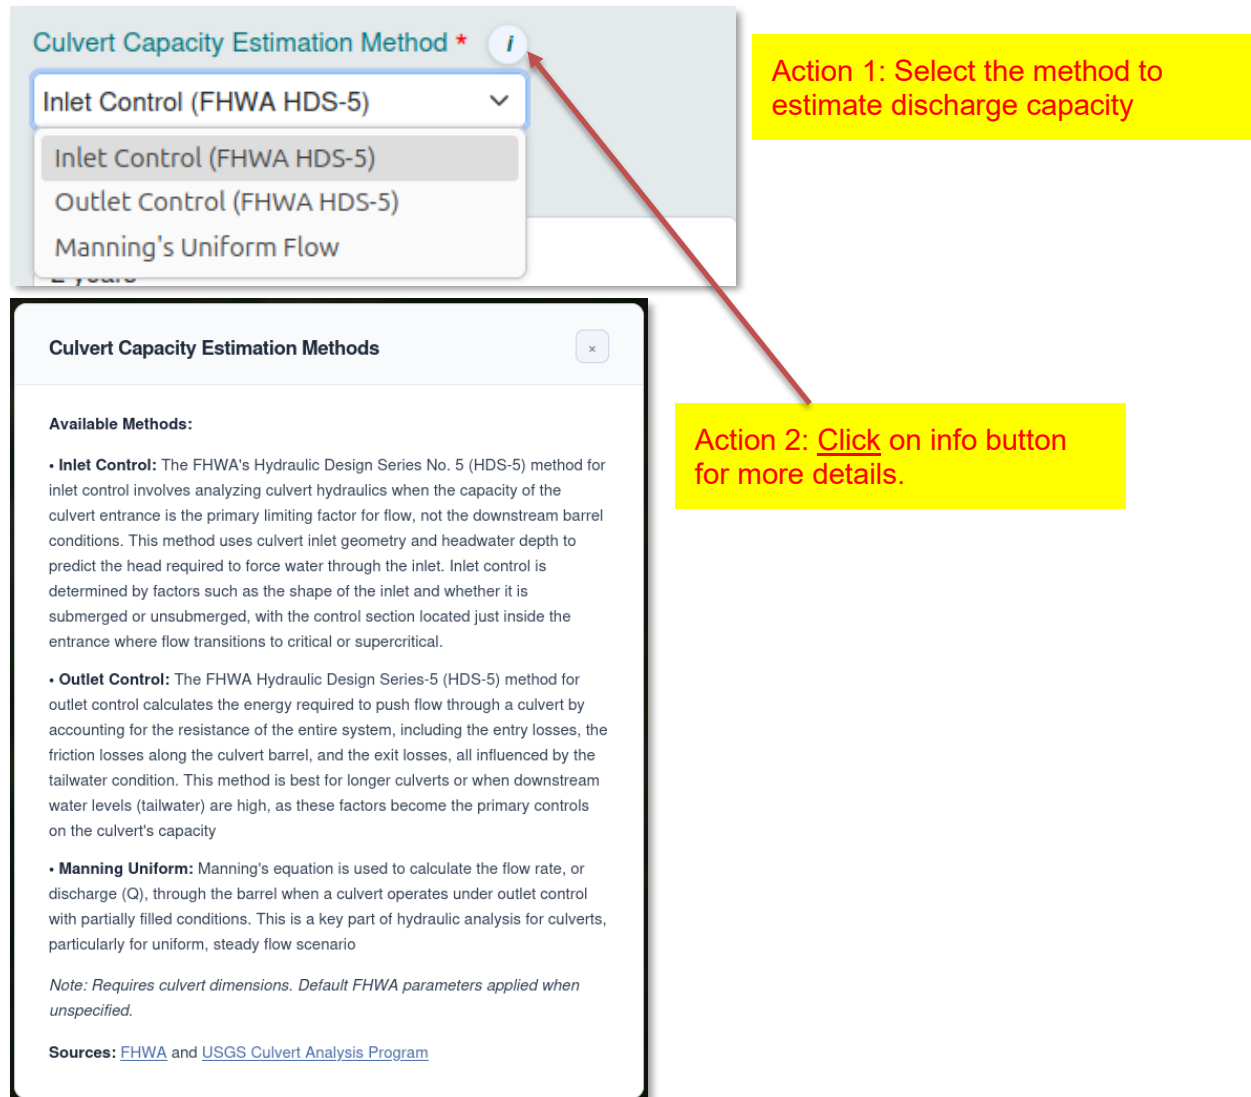 Culvert Capacity Estimation Method * i
Inlet Control (FHWA HDS-5)
Inlet Control (FHWA HDS-5)
Outlet Control (FHWA HDS-5)
Manning's Uniform Flow
Action 1: Select the method to
estimate discharge capacity
Culvert Capacity Estimation Methods ×
Available Methods:
• Inlet Control: The FHWA's Hydraulic Design Series No. 5 (HDS-5) method for
inlet control involves analyzing culvert hydraulics when the capacity of the
culvert entrance is the primary limiting factor for flow, not the downstream barrel
conditions. This method uses culvert inlet geometry and headwater depth to
predict the head required to force water through the inlet. Inlet control is
determined by factors such as the shape of the inlet and whether it is
submerged or unsubmerged, with the control section located just inside the
entrance where flow transitions to critical or supercritical.
• Outlet Control: The FHWA Hydraulic Design Series-5 (HDS-5) method for
outlet control calculates the energy required to push flow through a culvert by
accounting for the resistance of the entire system, including the entry losses, the
friction losses along the culvert barrel, and the exit losses, all influenced by the
tailwater condition. This method is best for longer culverts or when downstream
water levels (tailwater) are high, as these factors become the primary controls
on the culvert's capacity
• Manning Uniform: Manning's equation is used to calculate the flow rate, or
discharge (Q), through the barrel when a culvert operates under outlet control
with partially filled conditions. This is a key part of hydraulic analysis for culverts,
particularly for uniform, steady flow scenario
Note: Requires culvert dimensions. Default FHWA parameters applied when
unspecified.
Sources: FHWA and USGS Culvert Analysis Program
Action 2: Click on info button
for more details.